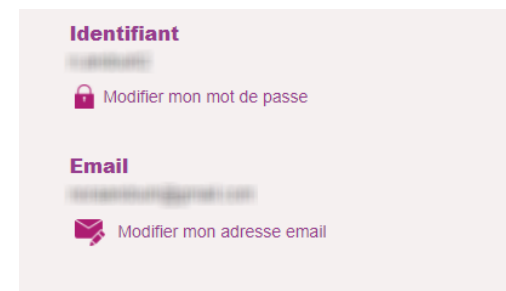 Identifiant
Modifier mon mot de passe
Email
Modifier mon adresse email